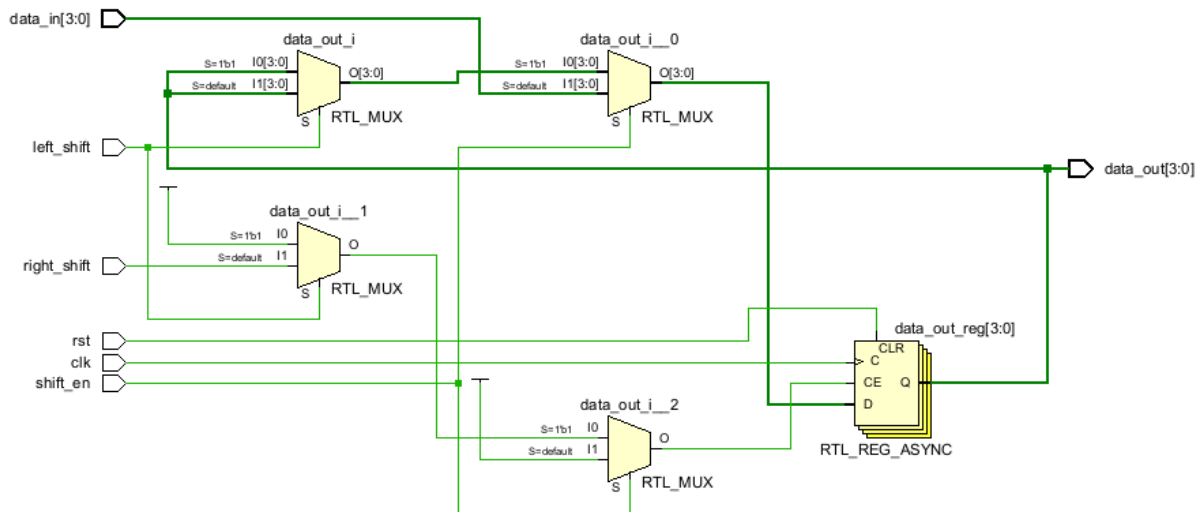 data_in[3:0]
data_out_i
data_out_i__0
S=1'b1 I0[3:0]
O[3:0]
S=default I1[3:0]
S
RTL_MUX
S=1'b1 I0[3:0]
O[3:0]
S=default I1[3:0]
S
RTL_MUX
left_shift
data_out[3:0]
data_out_i__1
S=1'b1 I0
O
S=default I1
S
RTL_MUX
right_shift
rst
clk
shift_en
data_out_reg[3:0]
CLR
C
CE
Q
D
RTL_REG_ASYNC
data_out_i__2
S=1'b1 I0
O
S=default I1
S
RTL_MUX